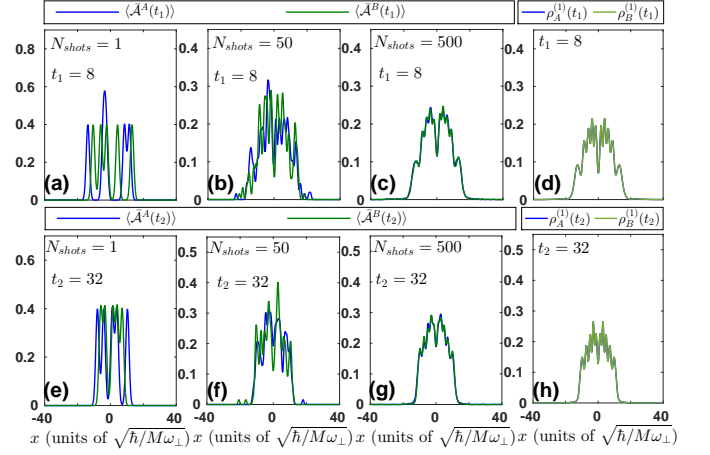 ⟨Ā^A(t₁)⟩ ⟨Ā^B(t₁)⟩ ρ_A^(1)(t₁) ρ_B^(1)(t₁)
N_shots = 1 N_shots = 50 N_shots = 500 t₁ = 8
t₁ = 8 t₁ = 8 t₁ = 8
0.8 0.6 0.4 0.2 0
0.4 0.3 0.2 0.1 0
0.3 0.2 0.1 0
0.3 0.2 0.1 0
(a) (b) (c) (d)
⟨Ā^A(t₂)⟩ ⟨Ā^B(t₂)⟩ ρ_A^(1)(t₂) ρ_B^(1)(t₂)
N_shots = 1 N_shots = 50 N_shots = 500 t₂ = 32
t₂ = 32 t₂ = 32 t₂ = 32
0.6 0.4 0.2 0
0.5 0.4 0.3 0.2 0.1 0
0.5 0.4 0.3 0.2 0.1 0
0.5 0.4 0.3 0.2 0.1 0
(e) (f) (g) (h)
-40 0 40 -40 0 40 -40 0 40 -40 0 40
x (units of √ℏ/Mω⊥) x (units of √ℏ/Mω⊥) x (units of √ℏ/Mω⊥) x (units of √ℏ/Mω⊥)